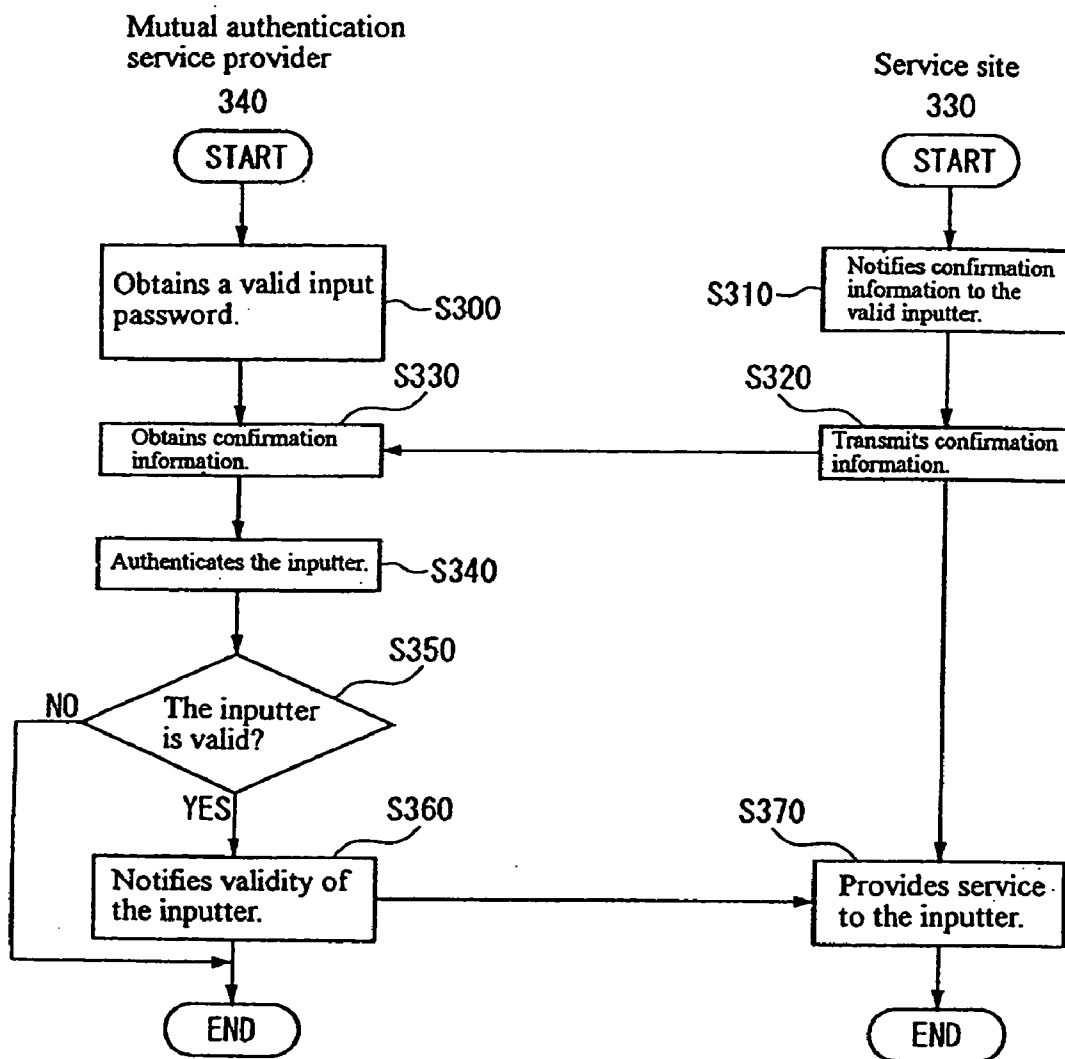 Mutual authentication
service provider
340
START
Obtains a valid input
password.
S300
S330
Obtains confirmation
information.
Authenticates the inputter.
S340
S350
NO
The inputter
is valid?
YES
S360
Notifies validity of
the inputter.
END
Service site
330
START
S310
Notifies confirmation
information to the
valid inputter.
S320
Transmits confirmation
information.
S370
Provides service
to the inputter.
END